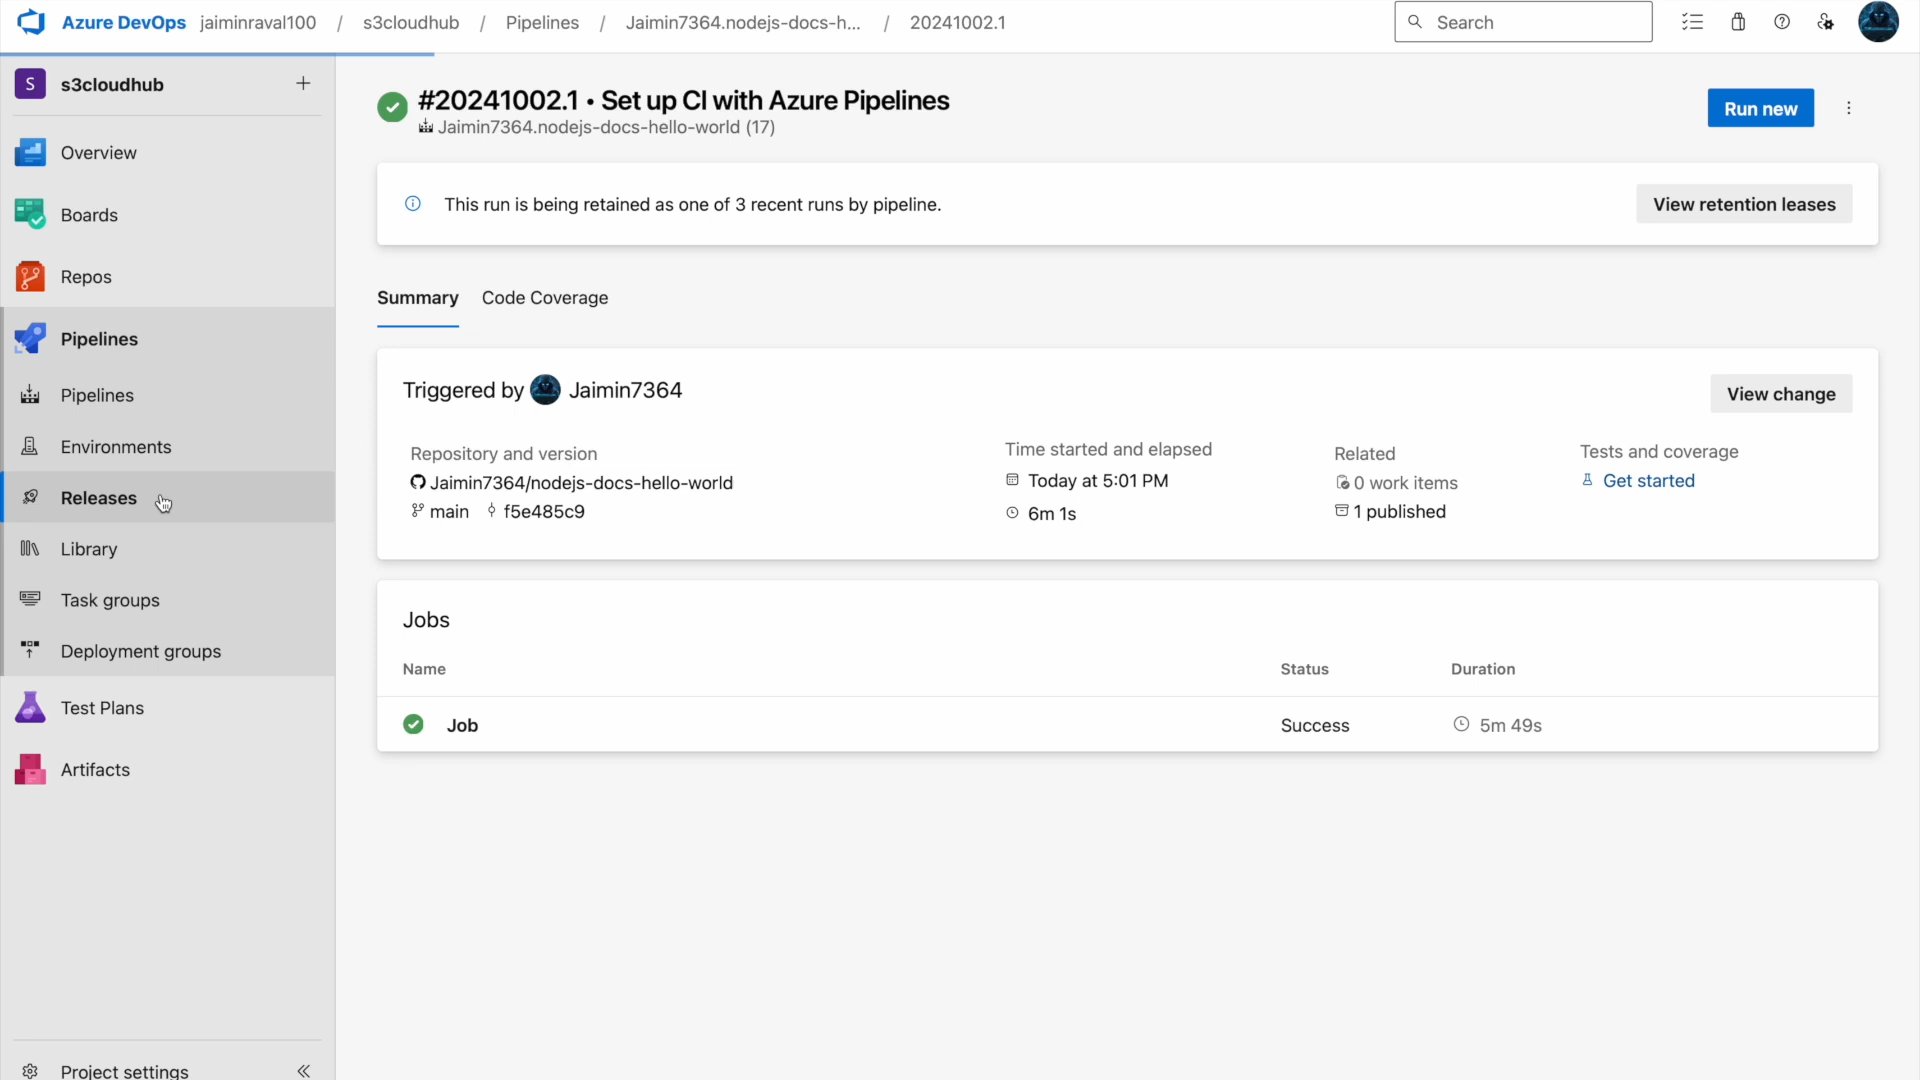 Azure DevOps jaiminraval100 / s3cloudhub / Pipelines / Jaimin7364.nodejs-docs-h... / 20241002.1
Search
S s3cloudhub
Overview
Boards
Repos
Pipelines
Pipelines
Environments
Releases
Library
Task groups
Deployment groups
Test Plans
Artifacts
Project settings
#20241002.1 • Set up CI with Azure Pipelines
Jaimin7364.nodejs-docs-hello-world (17)
Run new
This run is being retained as one of 3 recent runs by pipeline.
View retention leases
Summary Code Coverage
Triggered by Jaimin7364
View change
Repository and version
Jaimin7364/nodejs-docs-hello-world
main f5e485c9
Time started and elapsed
Today at 5:01 PM
6m 1s
Related
0 work items
1 published
Tests and coverage
Get started
Jobs
Name Status Duration
Job Success 5m 49s